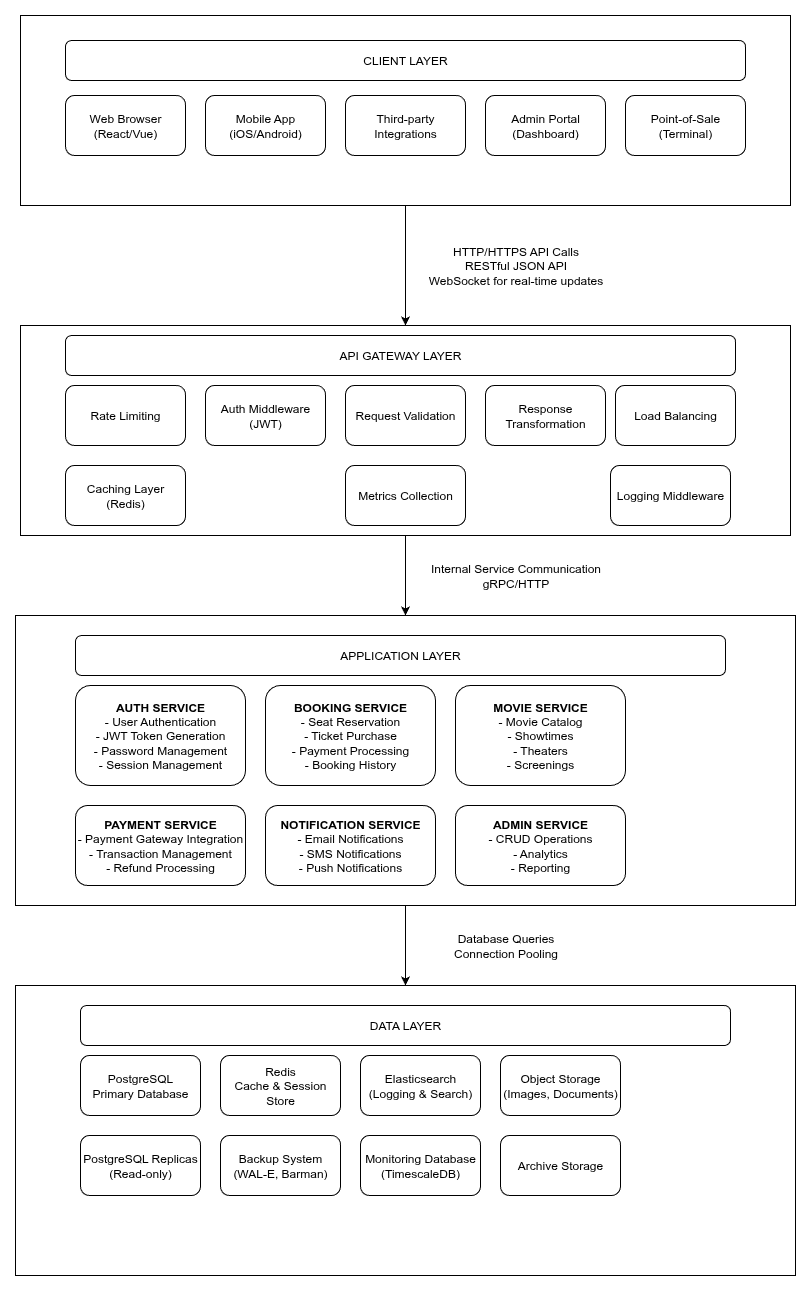 CLIENT LAYER
Web Browser
(React/Vue)
Mobile App
(iOS/Android)
Third-party
Integrations
Admin Portal
(Dashboard)
Point-of-Sale
(Terminal)
HTTP/HTTPS API Calls
RESTful JSON API
WebSocket for real-time updates
API GATEWAY LAYER
Rate Limiting
Auth Middleware
(JWT)
Request Validation
Response
Transformation
Load Balancing
Caching Layer
(Redis)
Metrics Collection
Logging Middleware
Internal Service Communication
gRPC/HTTP
APPLICATION LAYER
AUTH SERVICE
- User Authentication
- JWT Token Generation
- Password Management
- Session Management
BOOKING SERVICE
- Seat Reservation
- Ticket Purchase
- Payment Processing
- Booking History
MOVIE SERVICE
- Movie Catalog
- Showtimes
- Theaters
- Screenings
PAYMENT SERVICE
- Payment Gateway Integration
- Transaction Management
- Refund Processing
NOTIFICATION SERVICE
- Email Notifications
- SMS Notifications
- Push Notifications
ADMIN SERVICE
- CRUD Operations
- Analytics
- Reporting
Database Queries
Connection Pooling
DATA LAYER
PostgreSQL
Primary Database
Redis
Cache & Session
Store
Elasticsearch
(Logging & Search)
Object Storage
(Images, Documents)
PostgreSQL Replicas
(Read-only)
Backup System
(WAL-E, Barman)
Monitoring Database
(TimescaleDB)
Archive Storage